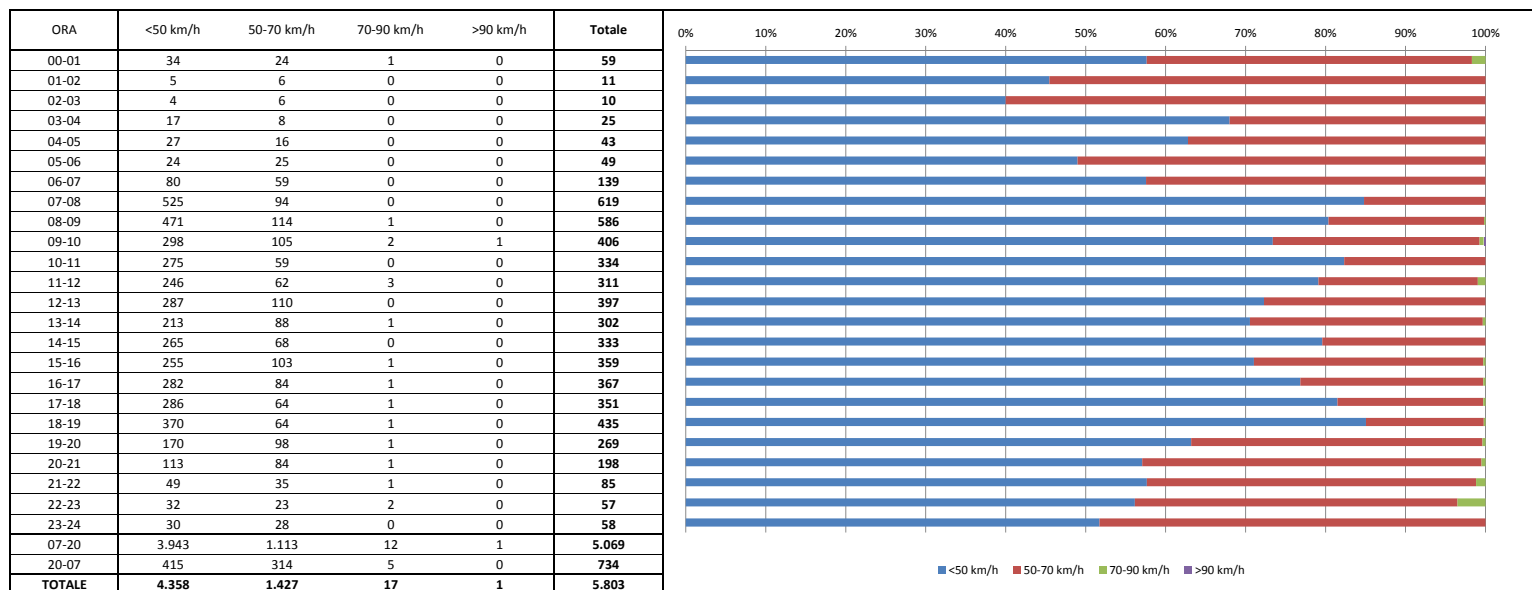 ORA <50 km/h 50-70 km/h 70-90 km/h >90 km/h Totale
0% 10% 20% 30% 40% 50% 60% 70% 80% 90% 100%
00-01 34 24 1 0 59
01-02 5 6 0 0 11
02-03 4 6 0 0 10
03-04 17 8 0 0 25
04-05 27 16 0 0 43
05-06 24 25 0 0 49
06-07 80 59 0 0 139
07-08 525 94 0 0 619
08-09 471 114 1 0 586
09-10 298 105 2 1 406
10-11 275 59 0 0 334
11-12 246 62 3 0 311
12-13 287 110 0 0 397
13-14 213 88 1 0 302
14-15 265 68 0 0 333
15-16 255 103 1 0 359
16-17 282 84 1 0 367
17-18 286 64 1 0 351
18-19 370 64 1 0 435
19-20 170 98 1 0 269
20-21 113 84 1 0 198
21-22 49 35 1 0 85
22-23 32 23 2 0 57
23-24 30 28 0 0 58
07-20 3.943 1.113 12 1 5.069
20-07 415 314 5 0 734
TOTALE 4.358 1.427 17 1 5.803
<50 km/h 50-70 km/h 70-90 km/h >90 km/h